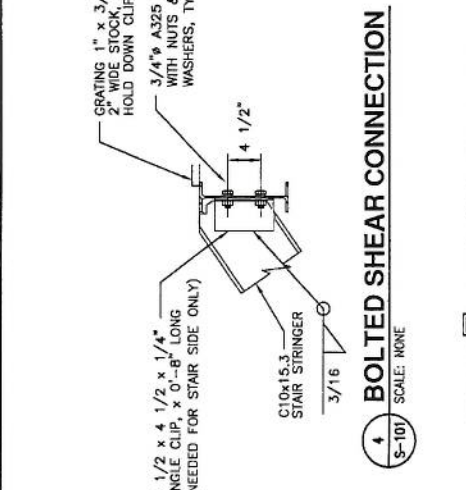 GRATING 1" x 3/
2" WIDE STOCK,
HOLD DOWN CLIP
3/4"ø A325
WITH NUTS &
WASHERS, TY
4 1/2"
1/2 x 4 1/2 x 1/4"
NGLE CLIP, x 0'-8" LONG
NEEDED FOR STAIR SIDE ONLY)
C10x15.3
STAIR STRINGER
3/16
4
S-101
BOLTED SHEAR CONNECTION
SCALE: NONE